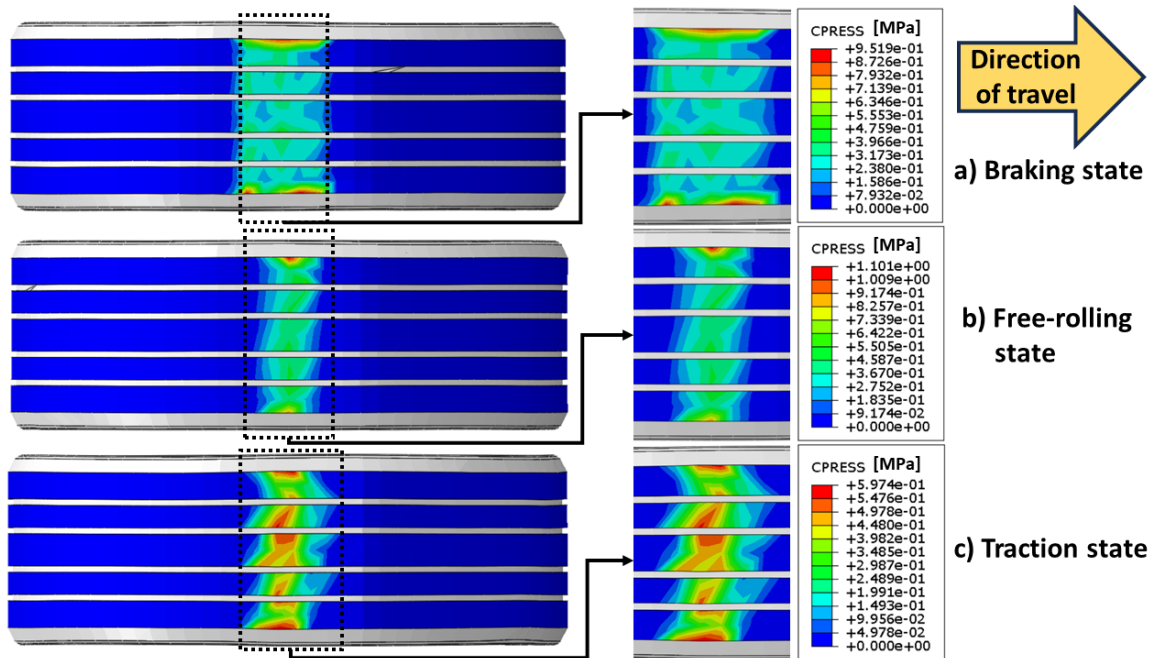 CPRESS [MPa]
+9.519e-01
+8.726e-01
+7.932e-01
+7.139e-01
+6.346e-01
+5.553e-01
+4.759e-01
+3.966e-01
+3.173e-01
+2.380e-01
+1.586e-01
+7.932e-02
+0.000e+00
Direction
of travel
a) Braking state
CPRESS [MPa]
+1.101e+00
+1.009e+00
+9.174e-01
+8.257e-01
+7.339e-01
+6.422e-01
+5.505e-01
+4.587e-01
+3.670e-01
+2.752e-01
+1.835e-01
+9.174e-02
+0.000e+00
b) Free-rolling
state
CPRESS [MPa]
+5.974e-01
+5.476e-01
+4.978e-01
+4.480e-01
+3.982e-01
+3.485e-01
+2.987e-01
+2.489e-01
+1.991e-01
+1.493e-01
+9.956e-02
+4.978e-02
+0.000e+00
c) Traction state